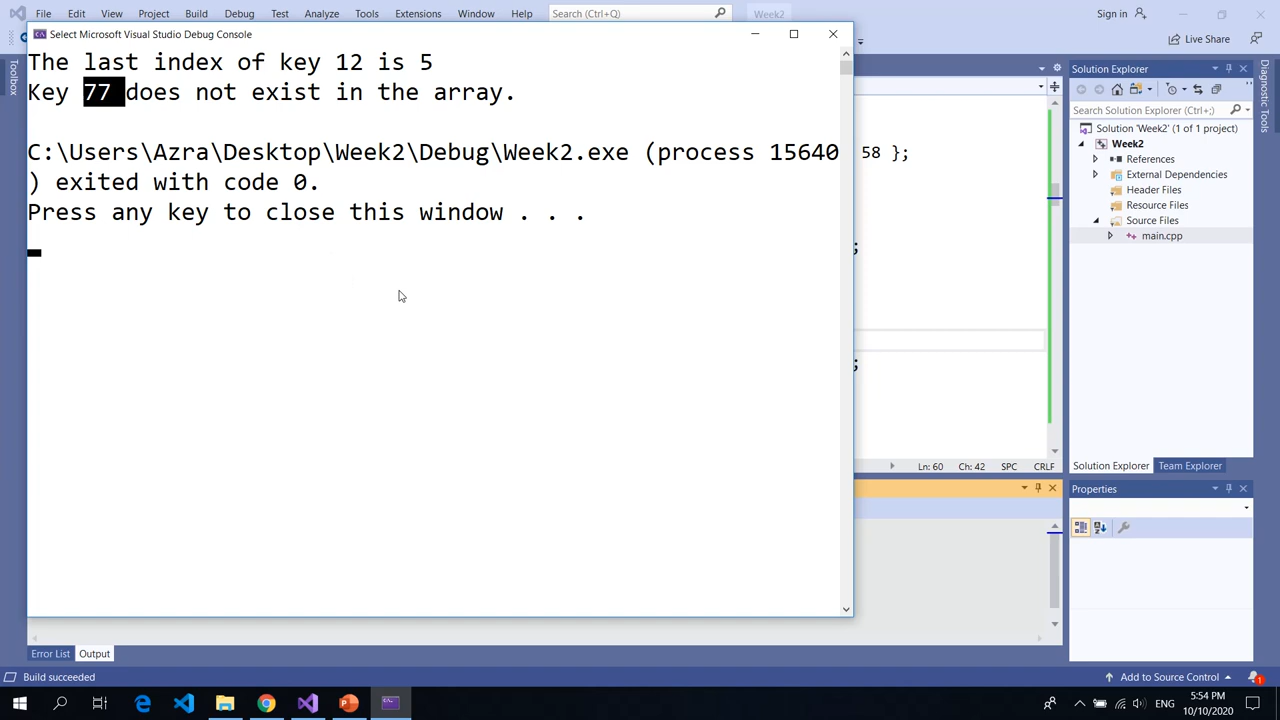 File Edit View Project Build Debug Test Analyze Tools Extensions Window Help Search (Ctrl+Q) Week2 Sign in
Select Microsoft Visual Studio Debug Console
Live Share
Toolbox
The last index of key 12 is 5
Key 77 does not exist in the array.
C:\Users\Azra\Desktop\Week2\Debug\Week2.exe (process 15640
) exited with code 0.
Press any key to close this window . . .
58 };
;
;
Ln: 60 Ch: 42 SPC CRLF
Solution Explorer
Search Solution Explorer (Ctrl+;)
Solution 'Week2' (1 of 1 project)
Week2
References
External Dependencies
Header Files
Resource Files
Source Files
main.cpp
Solution Explorer Team Explorer
Properties
Diagnostic Tools
Error List Output
Build succeeded
Add to Source Control
1
ENG
5:54 PM
10/10/2020